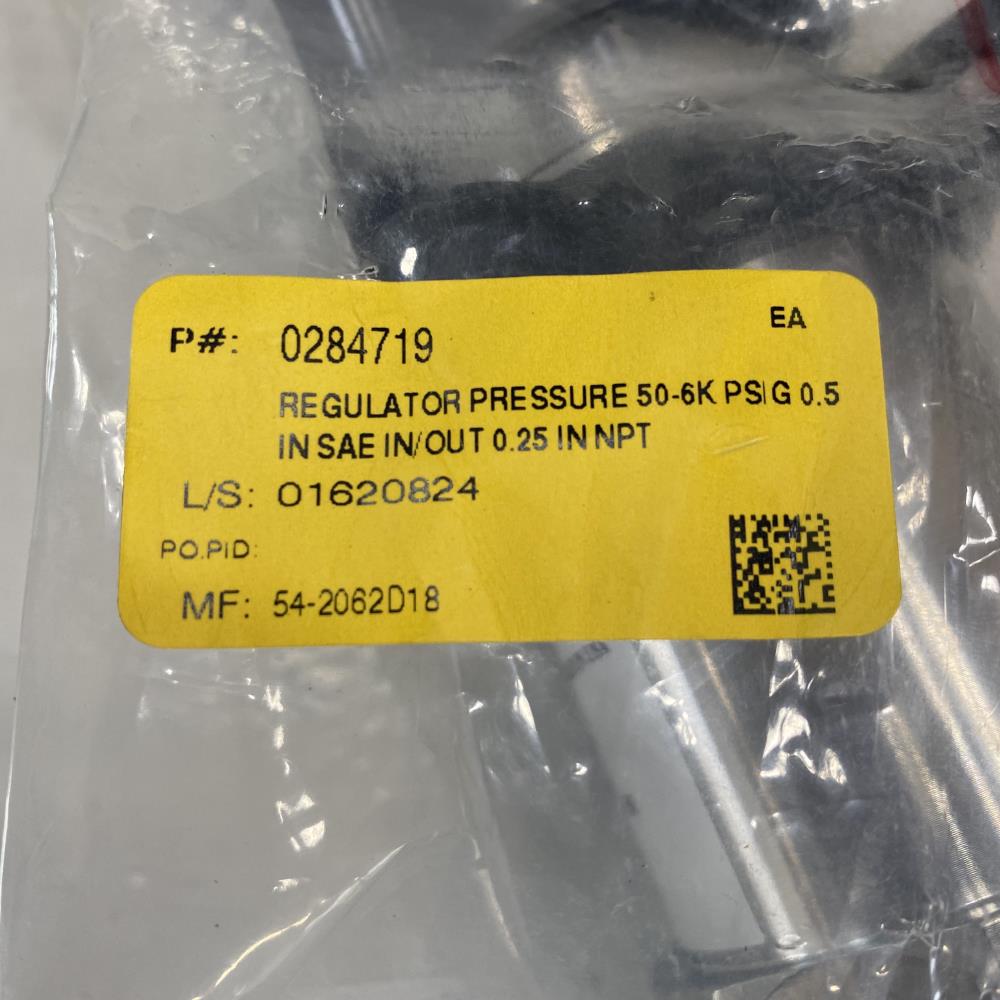 EA
P#: 0284719
REGULATOR PRESSURE 50-6K PSIG 0.5
IN SAE IN/OUT 0.25 IN NPT
L/S: 01620824
PO.PID:
MF: 54-2062D18